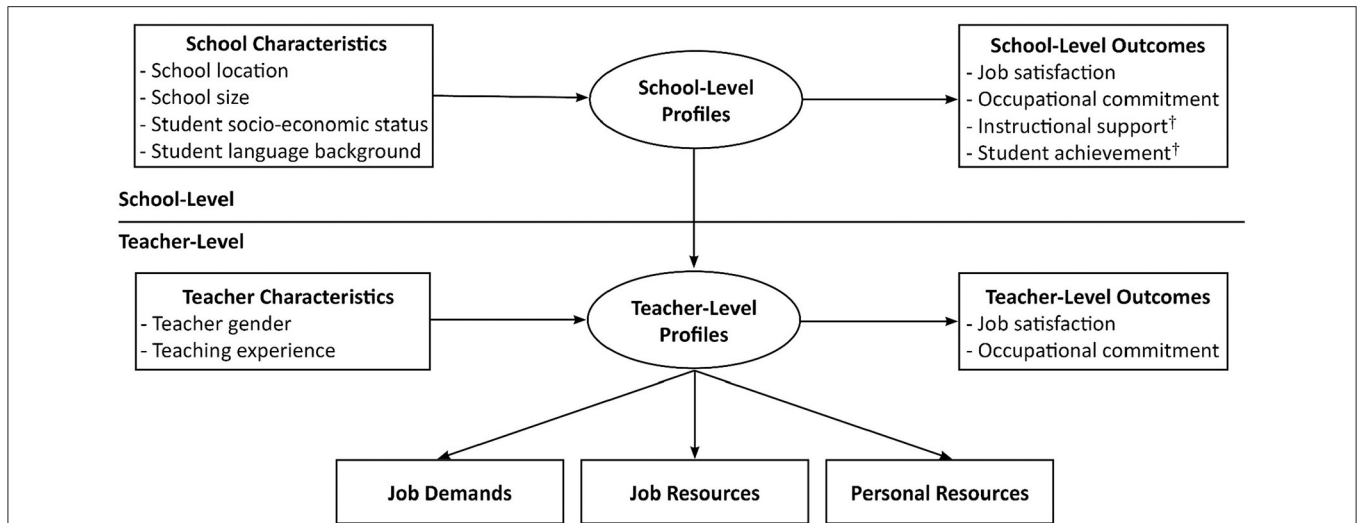 School Characteristics
- School location
- School size
- Student socio-economic status
- Student language background
School-Level
Profiles
School-Level Outcomes
- Job satisfaction
- Occupational commitment
- Instructional support†
- Student achievement†
School-Level
Teacher-Level
Teacher Characteristics
- Teacher gender
- Teaching experience
Teacher-Level
Profiles
Teacher-Level Outcomes
- Job satisfaction
- Occupational commitment
Job Demands
Job Resources
Personal Resources